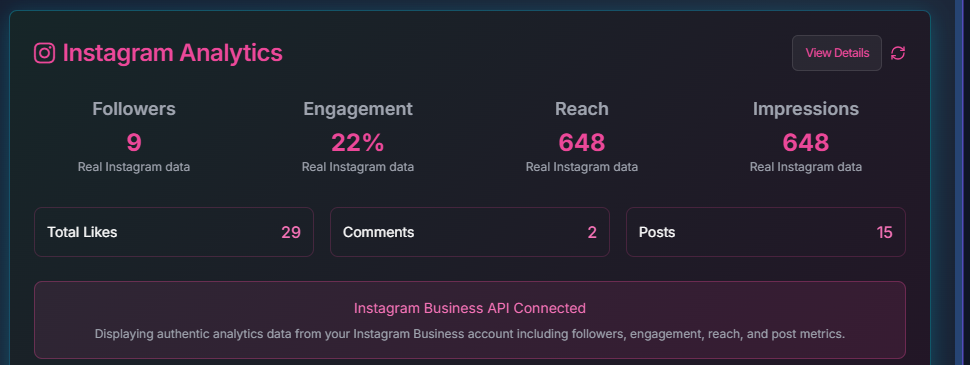 Instagram Analytics
View Details
Followers
Engagement
Reach
Impressions
9
22%
648
648
Real Instagram data
Real Instagram data
Real Instagram data
Real Instagram data
Total Likes 29
Comments 2
Posts 15
Instagram Business API Connected
Displaying authentic analytics data from your Instagram Business account including followers, engagement, reach, and post metrics.